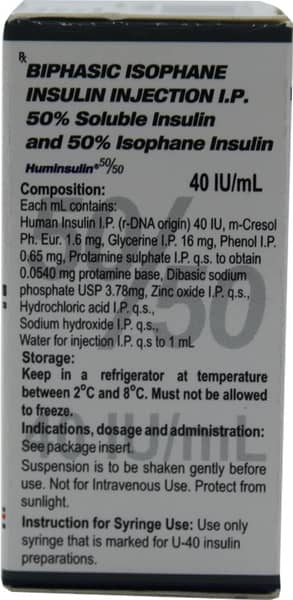 Rx
BIPHASIC ISOPHANE
INSULIN INJECTION I.P.
50% Soluble Insulin
and 50% Isophane Insulin
Huminsulin® 50/50
40 IU/mL
Composition:
Each mL contains:
Human Insulin I.P. (r-DNA origin) 40 IU, m-Cresol
Ph. Eur. 1.6 mg, Glycerine I.P. 16 mg, Phenol I.P.
0.65 mg, Protamine sulphate I.P. q.s. to obtain
0.0540 mg protamine base, Dibasic sodium
phosphate USP 3.78mg, Zinc oxide I.P. q.s.,
Hydrochloric acid I.P. q.s.,
Sodium hydroxide I.P. q.s.,
Water for injection I.P. q.s to 1 mL
Storage:
Keep in a refrigerator at temperature
between 2°C and 8°C. Must not be allowed
to freeze.
Indications, dosage and administration:
See package insert.
Suspension is to be shaken gently before
use. Not for Intravenous Use. Protect from
sunlight.
Instruction for Syringe Use: Use only
syringe that is marked for U-40 insulin
preparations.